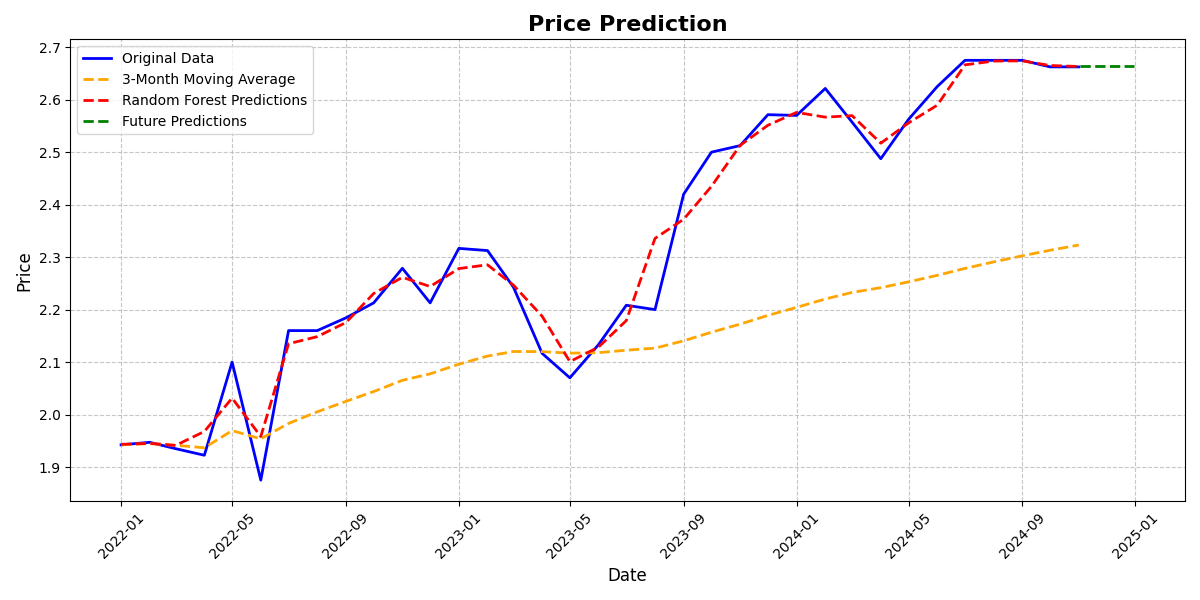 Price Prediction
Original Data
3-Month Moving Average
Random Forest Predictions
Future Predictions
Price
2.7
2.6
2.5
2.4
2.3
2.2
2.1
2.0
1.9
2022-01
2022-05
2022-09
2023-01
2023-05
2023-09
2024-01
2024-05
2024-09
2025-01
Date